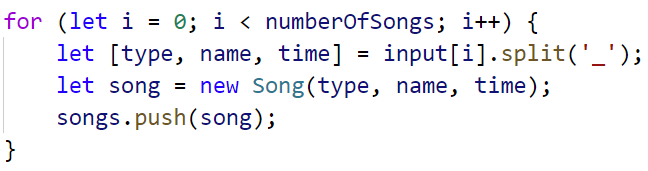 for (let i = 0; i < numberOfSongs; i++) {
    let [type, name, time] = input[i].split('_');
    let song = new Song(type, name, time);
    songs.push(song);
}